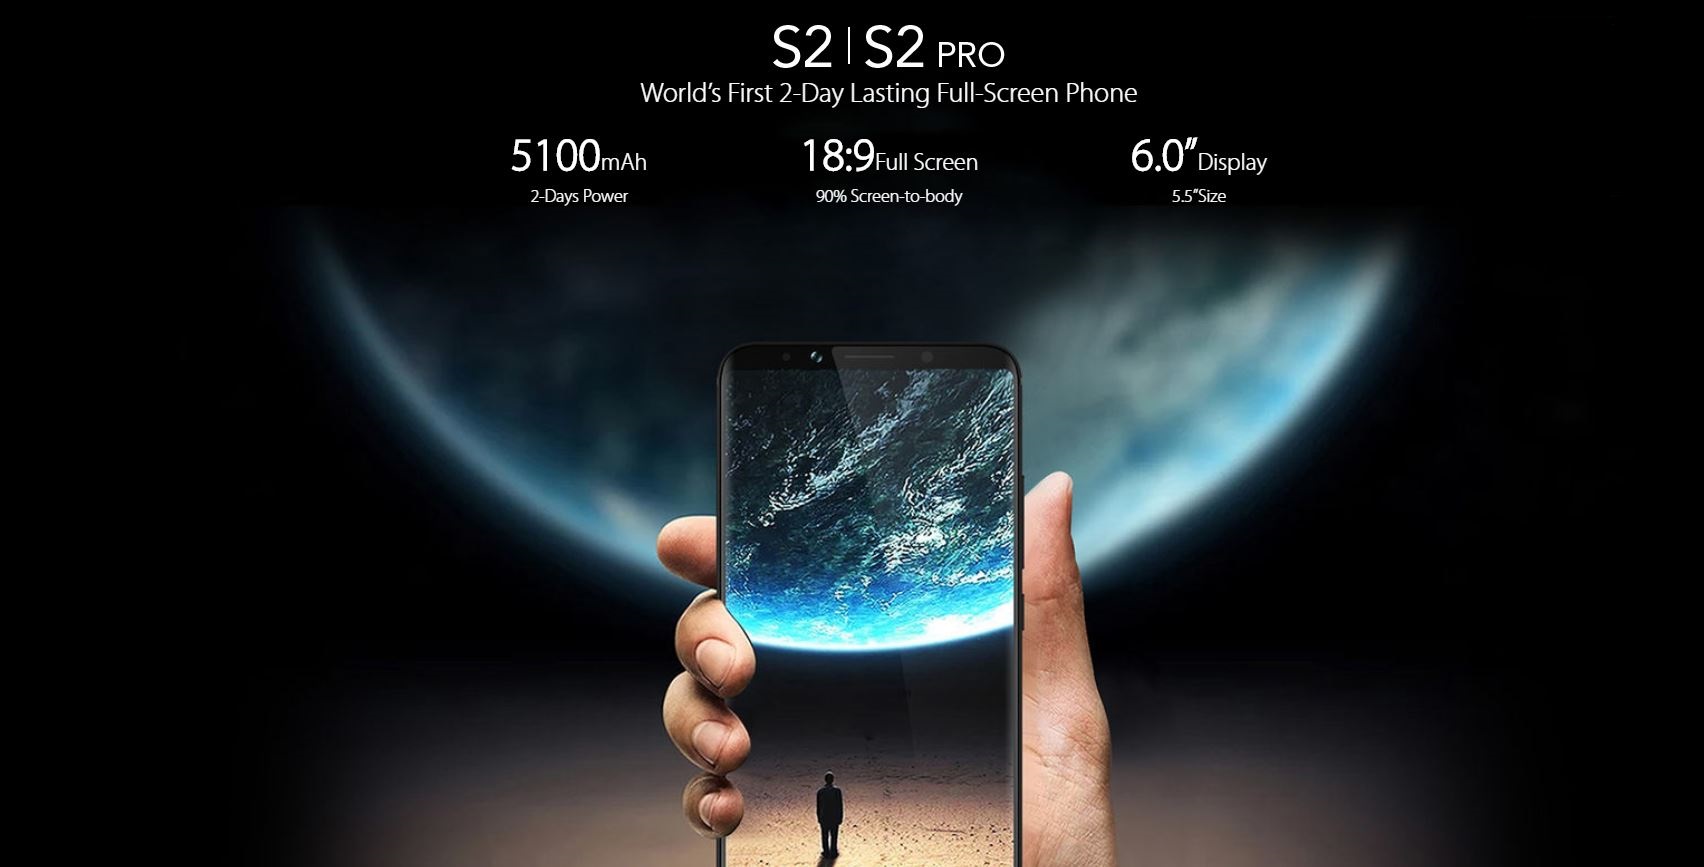 S2 | S2 PRO
World's First 2-Day Lasting Full-Screen Phone
5100mAh
2-Days Power
18:9Full Screen
90% Screen-to-body
6.0”Display
5.5”Size